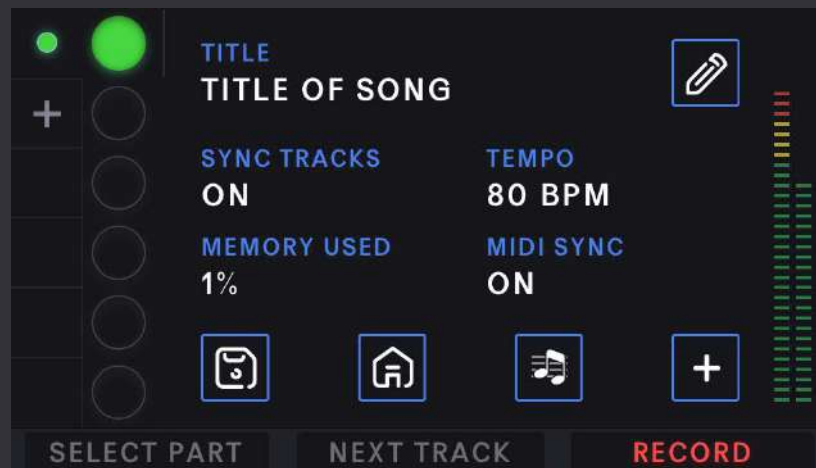 TITLE
TITLE OF SONG
SYNC TRACKS
TEMPO
ON
80 BPM
MEMORY USED
MIDI SYNC
1%
ON
SELECT PART
NEXT TRACK
RECORD